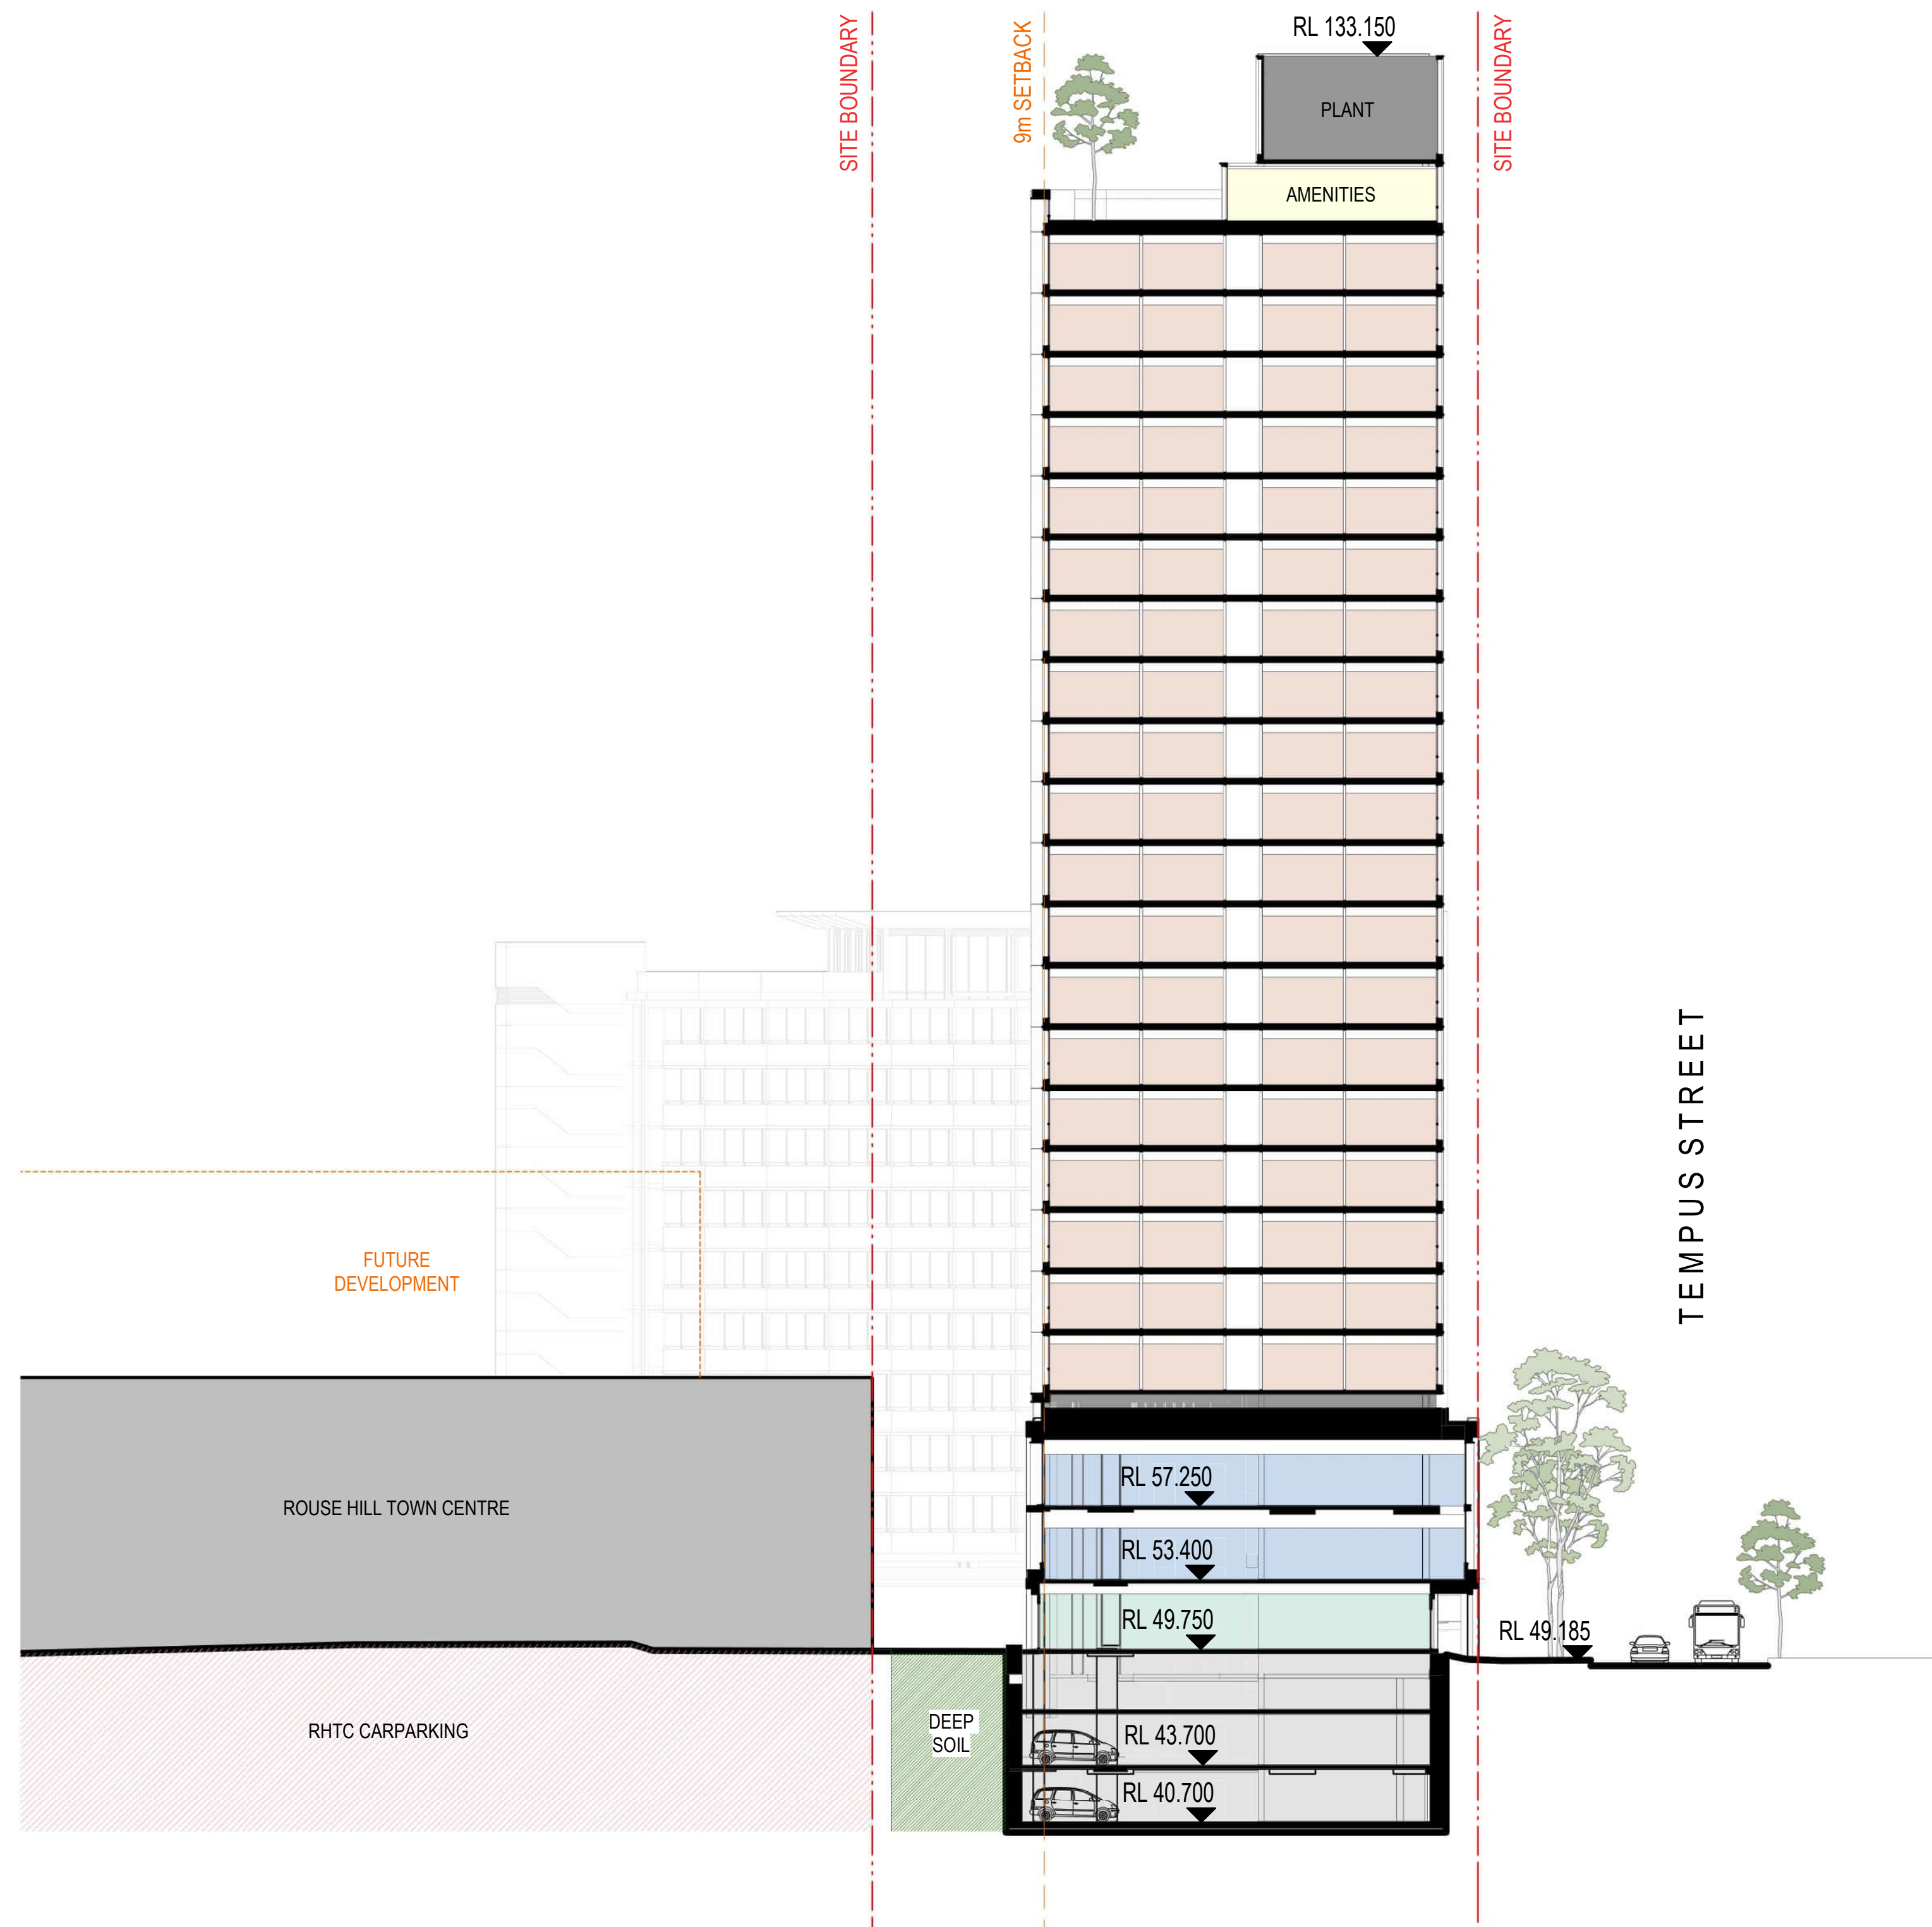 RL 133.150
SITE BOUNDARY
9m SETBACK
SITE BOUNDARY
PLANT
AMENITIES
TEMPUS STREET
FUTURE
DEVELOPMENT
ROUSE HILL TOWN CENTRE
RL 57.250
RL 53.400
RL 49.750
RL 49.185
RHTC CARPARKING
DEEP
SOIL
RL 43.700
RL 40.700